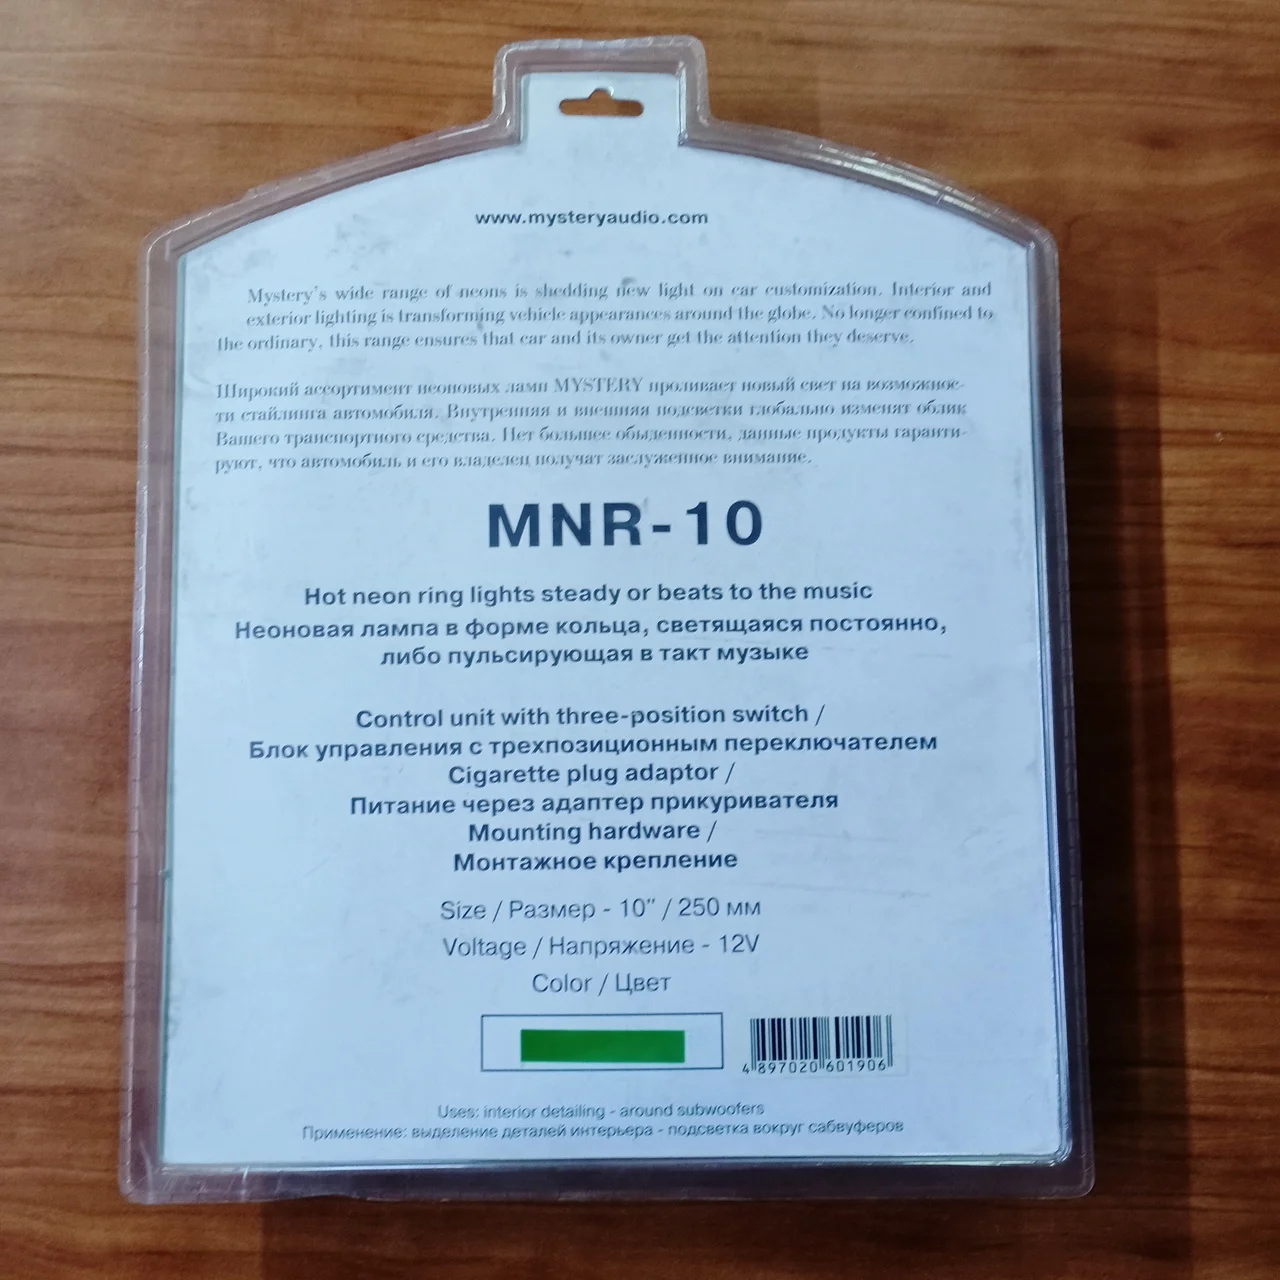 www.mysteryaudio.com
Mystery's wide range of neons is shedding new light on car customization. Interior and
exterior lighting is transforming vehicle appearances around the globe. No longer confined to
the ordinary, this range ensures that car and its owner get the attention they deserve.
Широкий ассортимент неоновых ламп MYSTERY проливает новый свет на возможнос-
ти стайлинга автомобиля. Внутренняя и внешняя подсветки глобально изменят облик
Вашего транспортного средства. Нет большее обыденности, данные продукты гаранти-
руют, что автомобиль и его владелец получат заслуженное внимание.
MNR-10
Hot neon ring lights steady or beats to the music
Неоновая лампа в форме кольца, светящаяся постоянно,
либо пульсирующая в такт музыке
Control unit with three-position switch /
Блок управления с трехпозиционным переключателем
Cigarette plug adaptor /
Питание через адаптер прикуривателя
Mounting hardware /
Монтажное крепление
Size / Размер - 10" / 250 мм
Voltage / Напряжение - 12V
Color / Цвет
4 897020 601906
Uses: interior detailing - around subwoofers
Применение: выделение деталей интерьера - подсветка вокруг сабвуферов